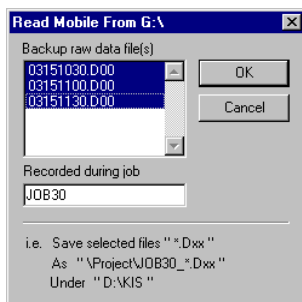 Read Mobile From G:\
Backup raw data file(s)
03151030.D00
03151100.D00
03151130.D00
OK
Cancel
Recorded during job
JOB30
i.e. Save selected files " *.Dxx "
As " \Project\JOB30_*.Dxx "
Under " D:\KIS "